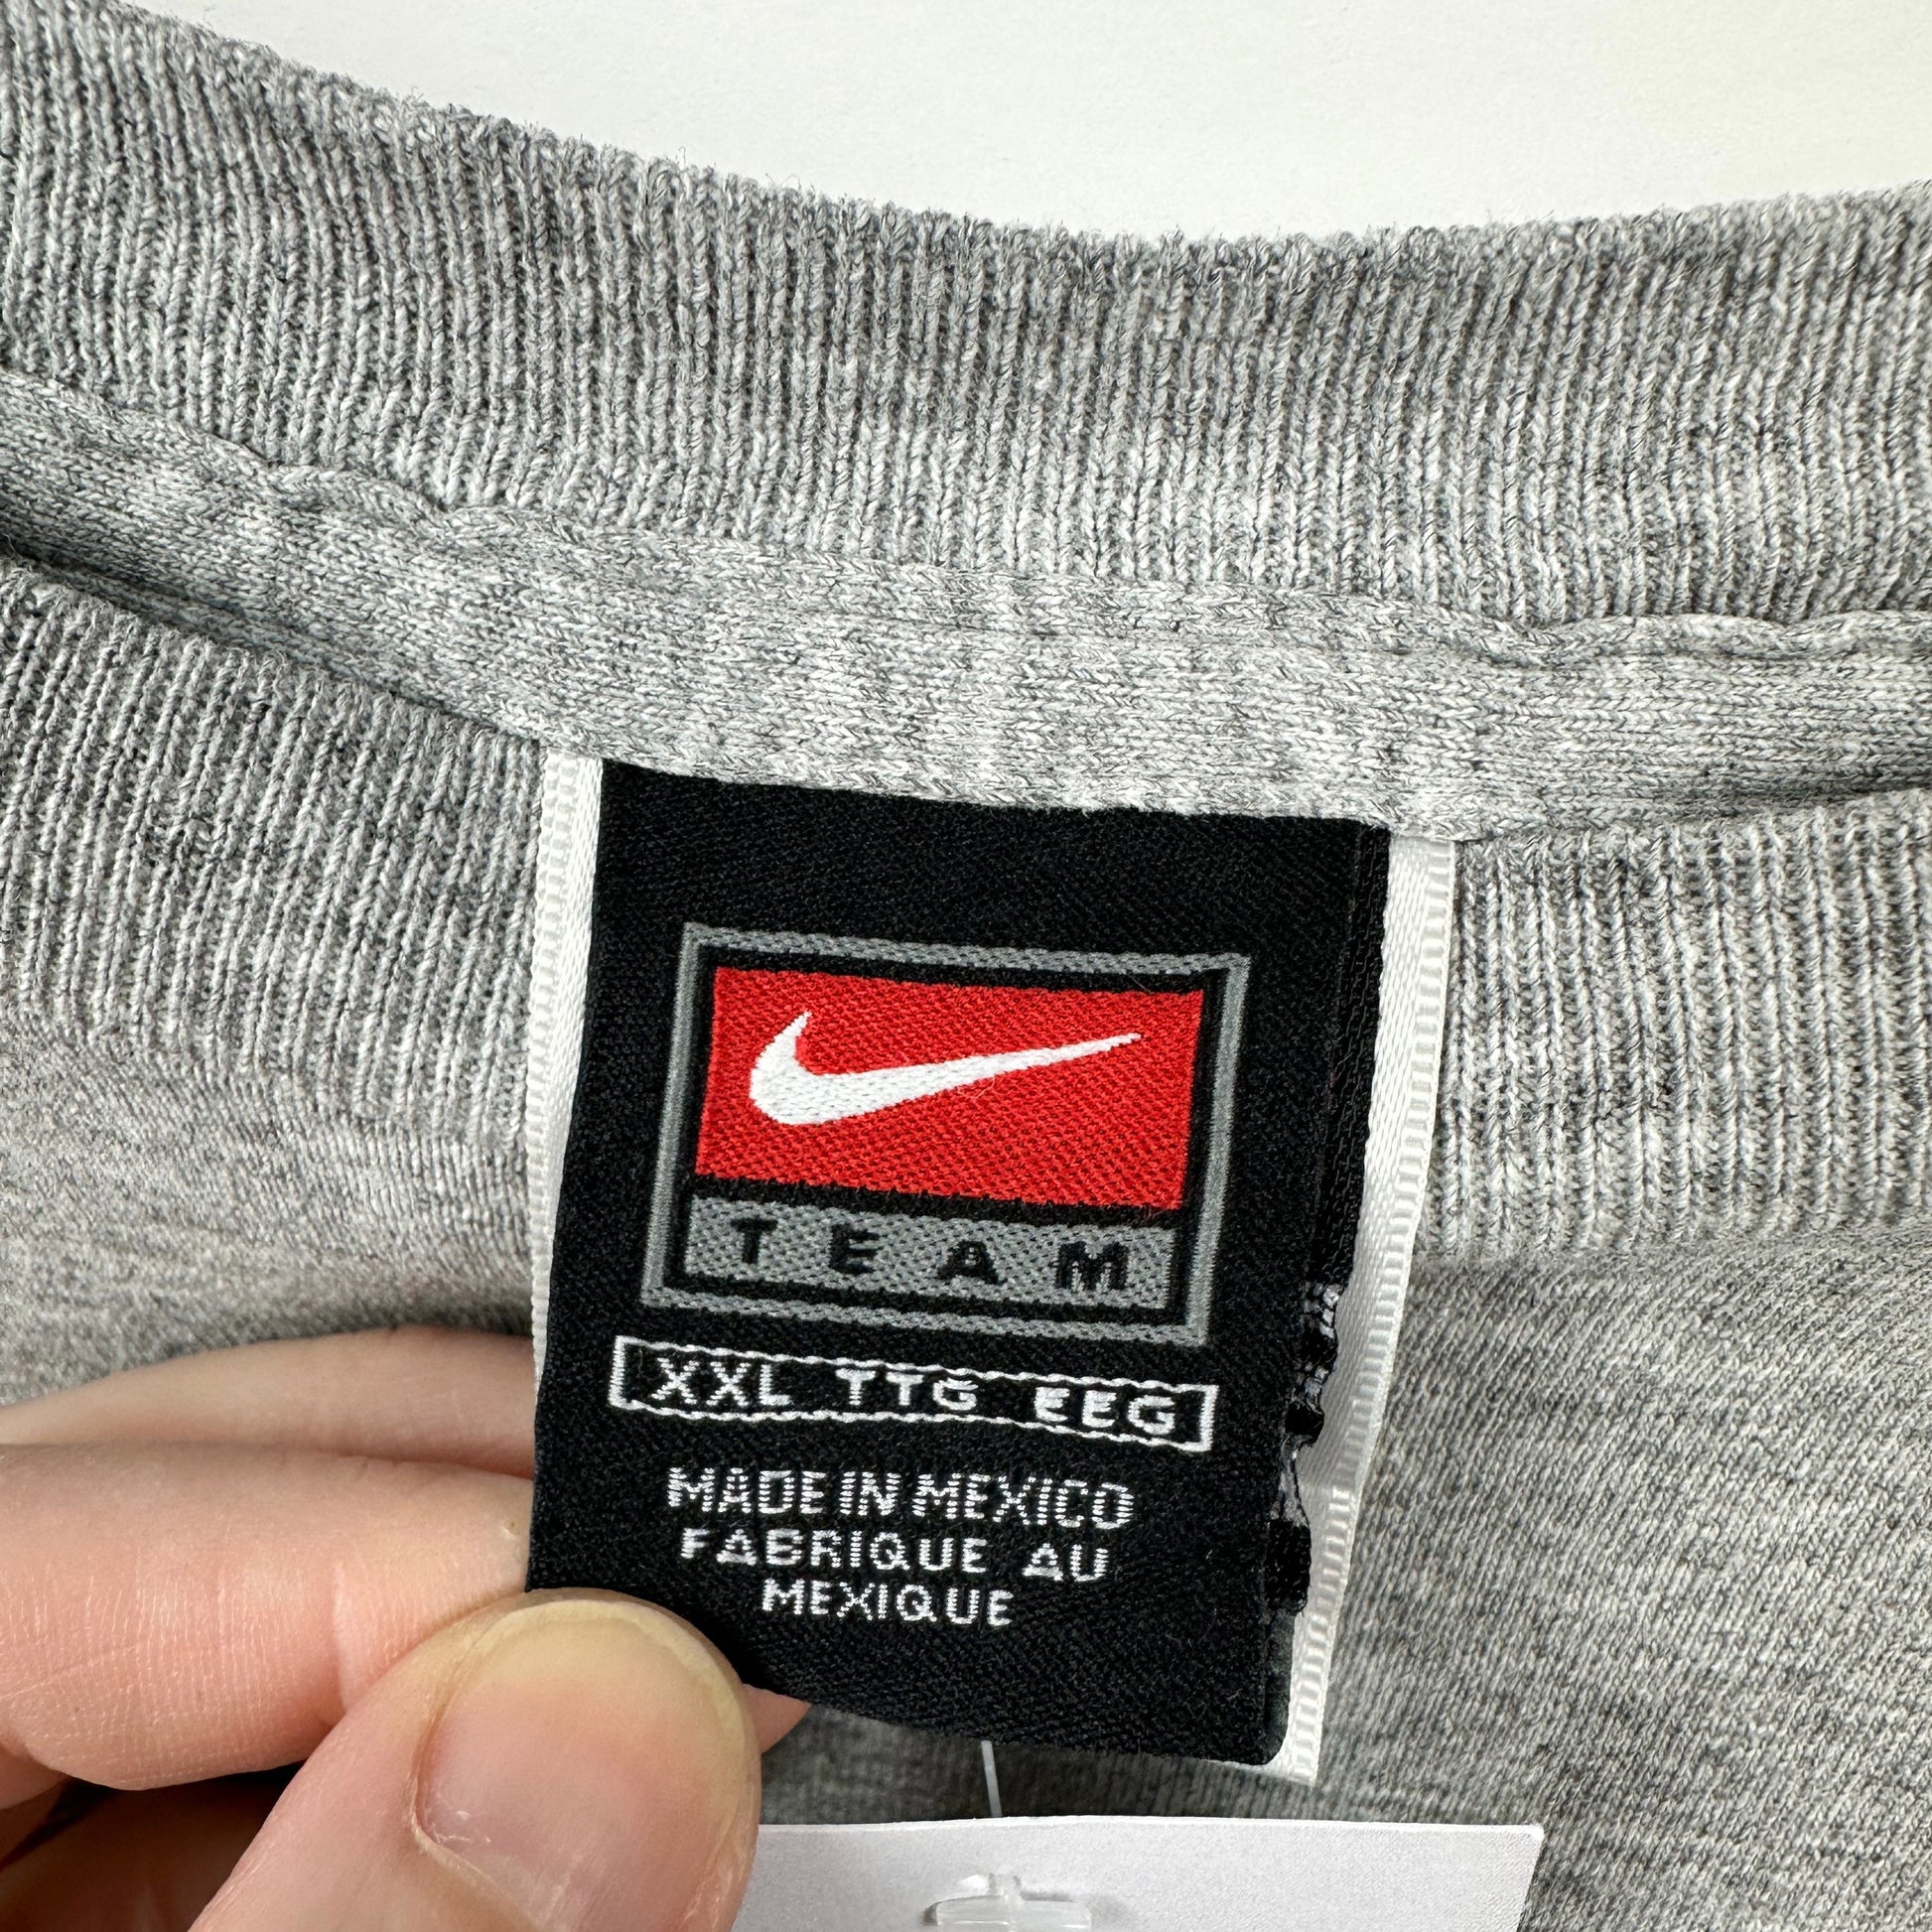 TEAM
XXL TTG EEG
MADE IN MEXICO
FABRIQUE AU
MEXIQUE